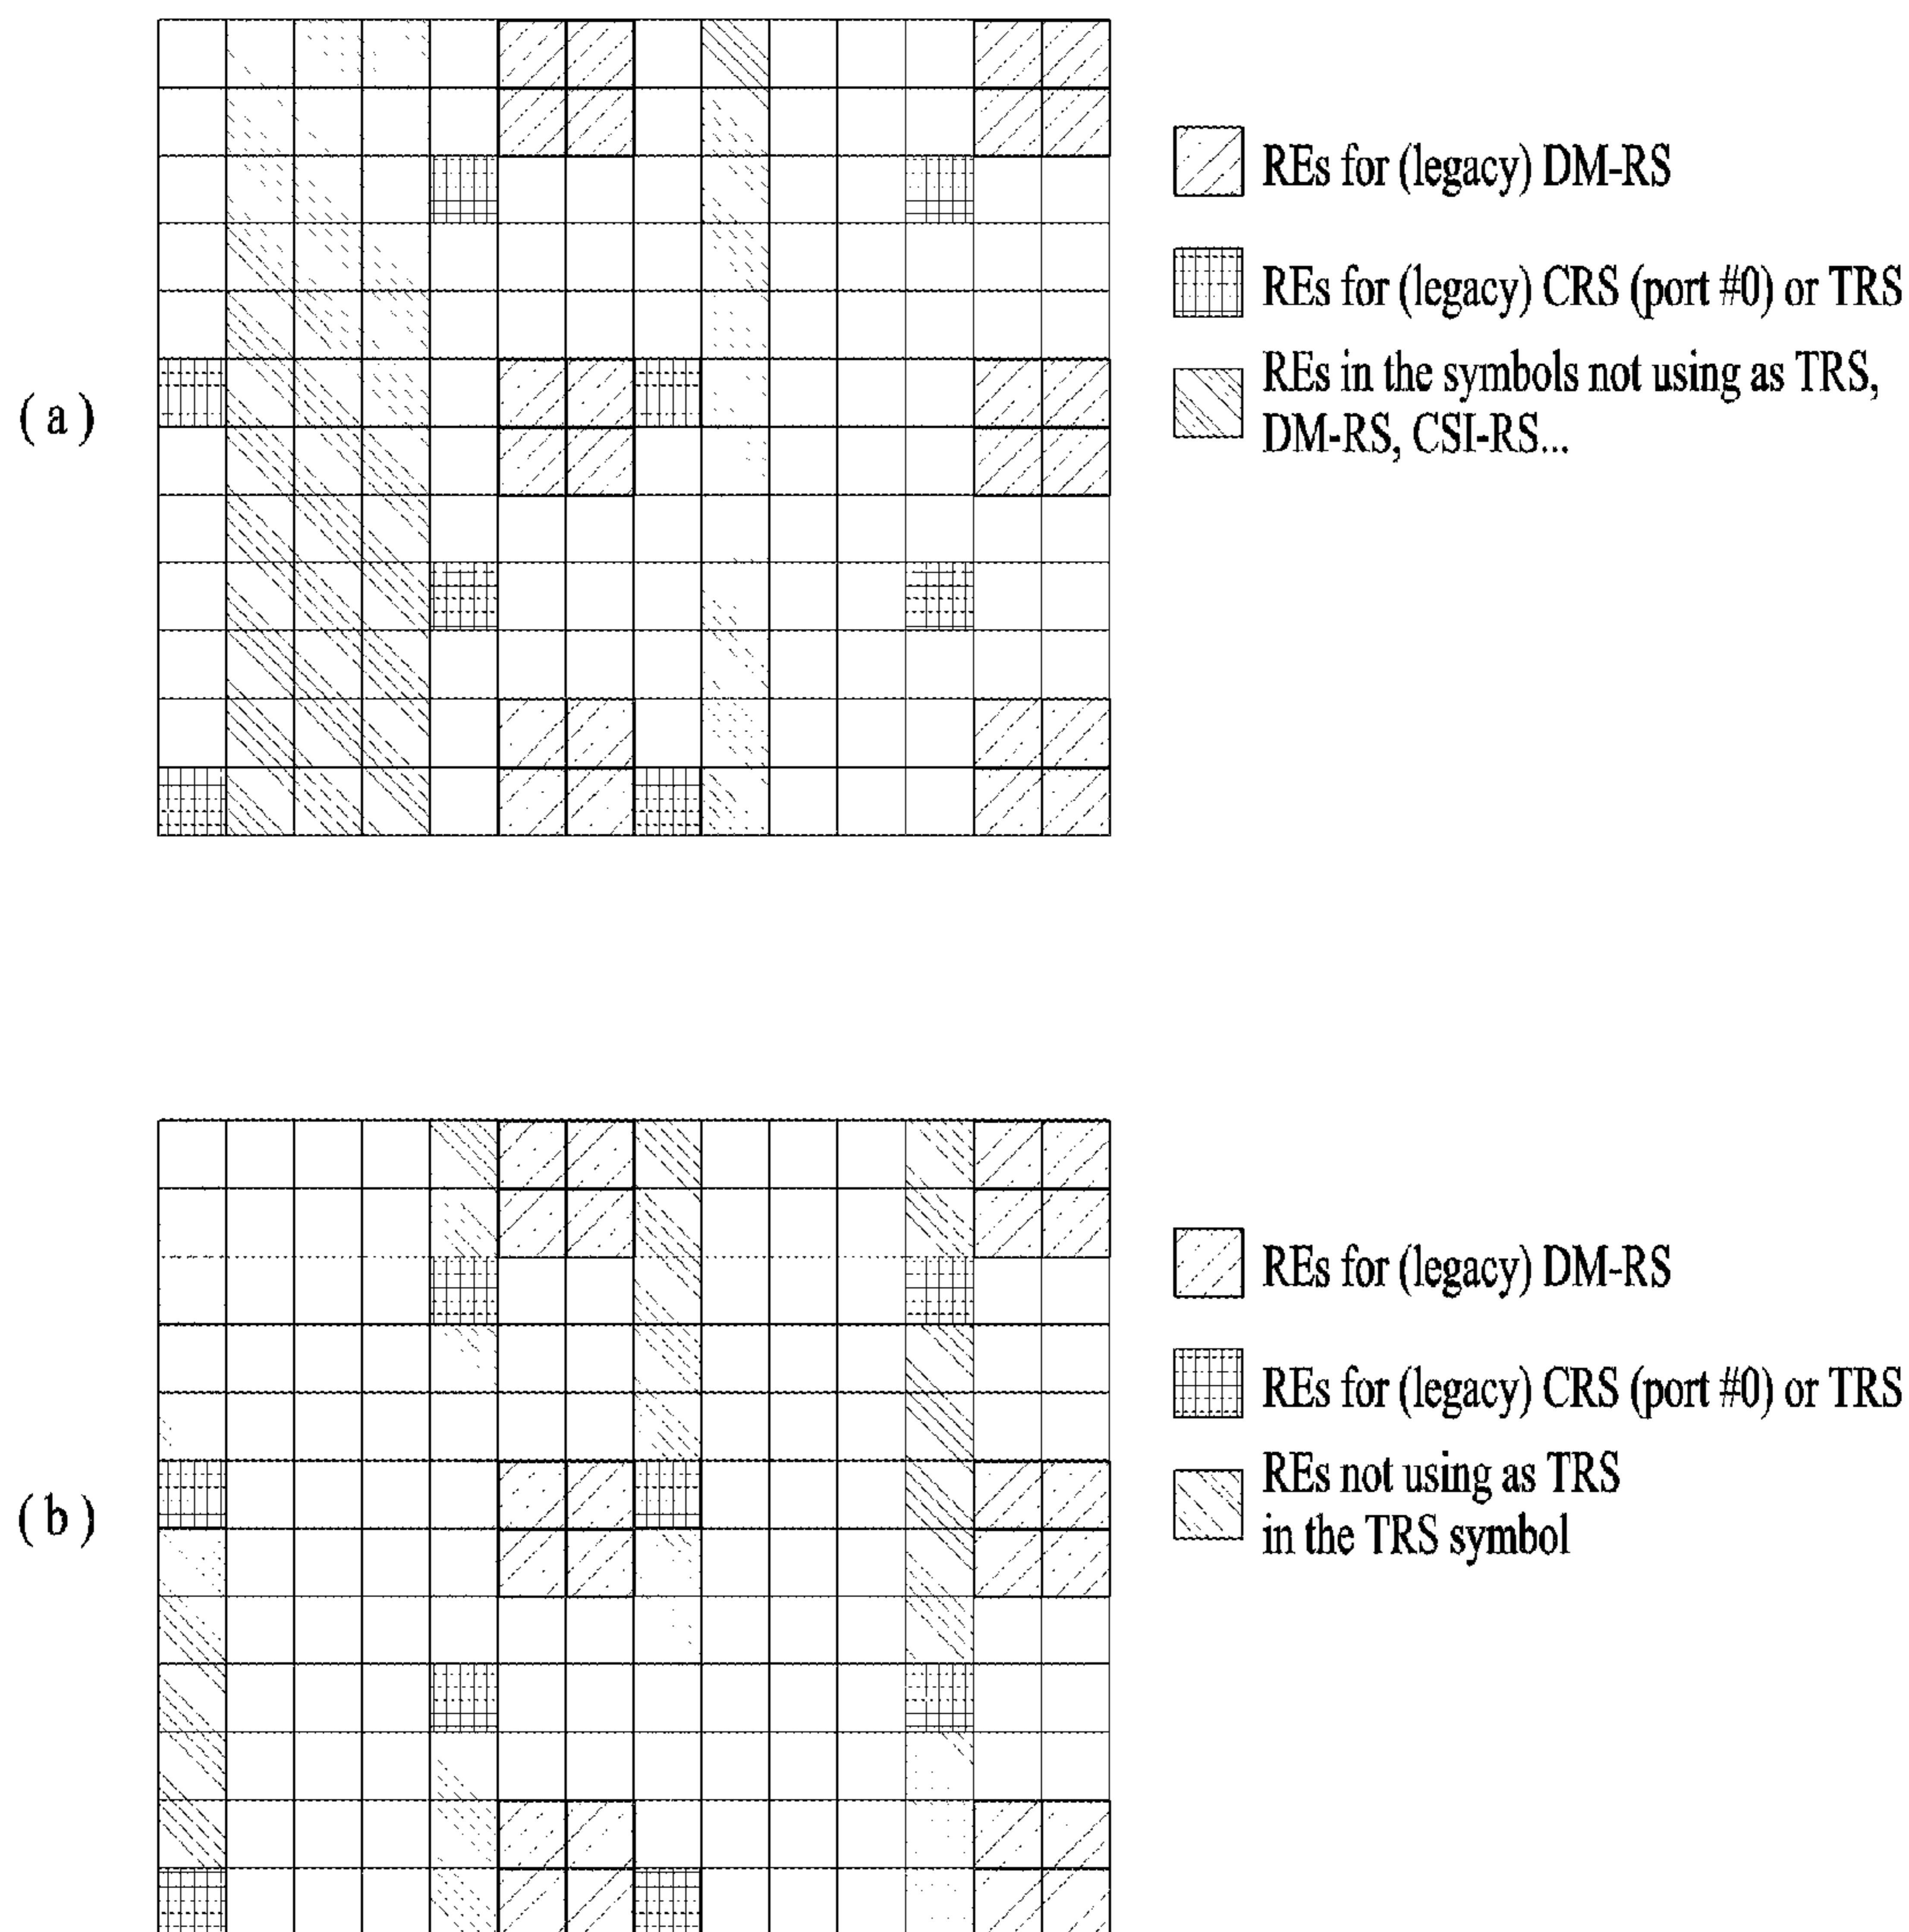 REs for (legacy) DM-RS
REs for (legacy) CRS (port #0) or TRS
REs in the symbols not using as TRS,
DM-RS, CSI-RS...
(a)
REs for (legacy) DM-RS
REs for (legacy) CRS (port #0) or TRS
REs not using as TRS
in the TRS symbol
(b)